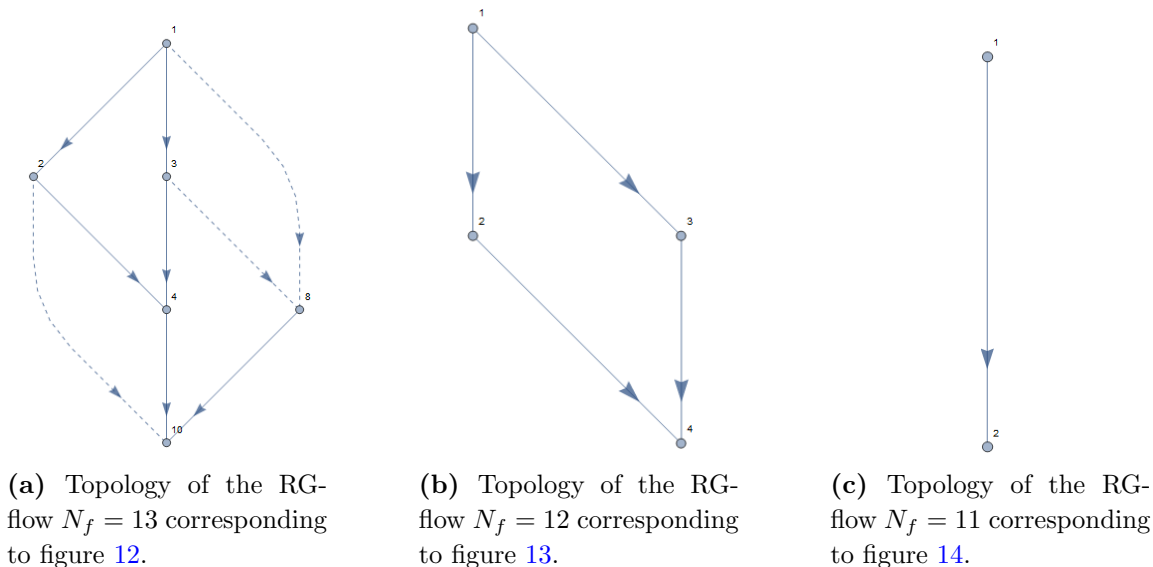 1
2
3
4
8
10
(a) Topology of the RG-
flow N_f = 13 corresponding
to figure 12.
1
2
3
4
(b) Topology of the RG-
flow N_f = 12 corresponding
to figure 13.
1
2
(c) Topology of the RG-
flow N_f = 11 corresponding
to figure 14.